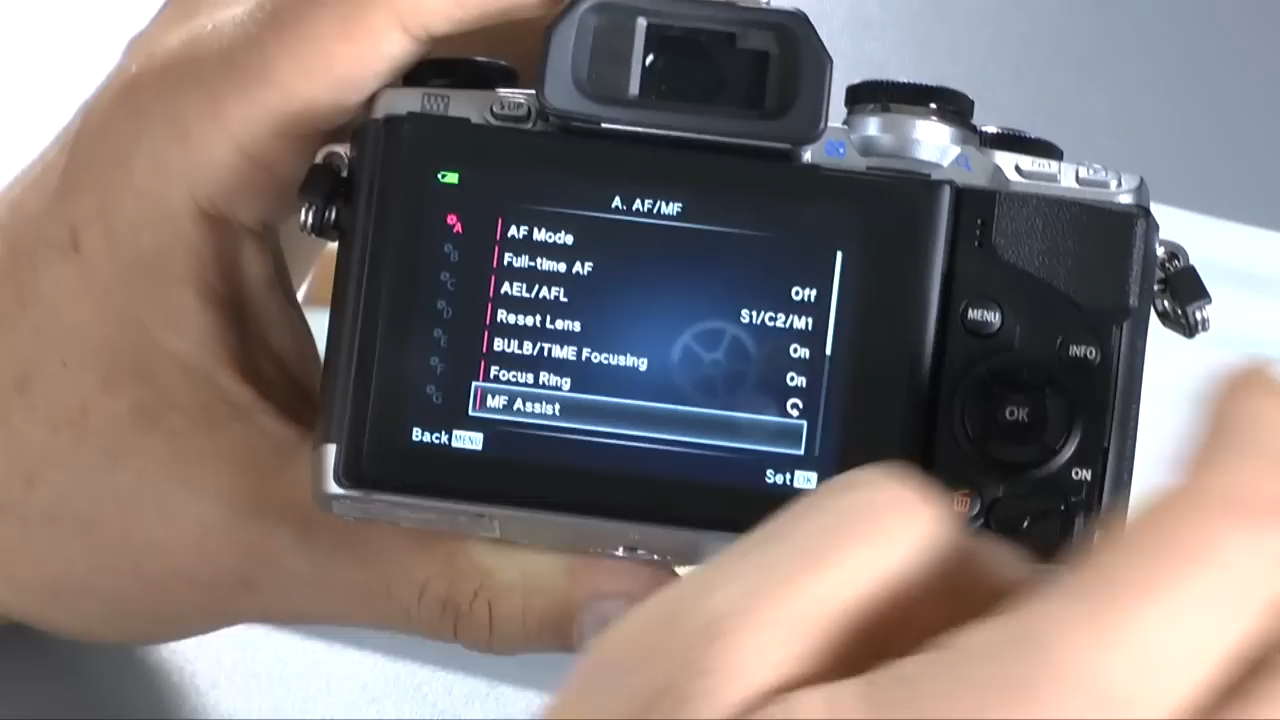 UP
A. AF/MF
A
AF Mode
B
Full-time AF Off
C
AEL/AFL S1/C2/M1
D
Reset Lens On
E
BULB/TIME Focusing On
F
Focus Ring
G
MF Assist
Back MENU
Set OK
Fn1
MENU
INFO
OK
ON